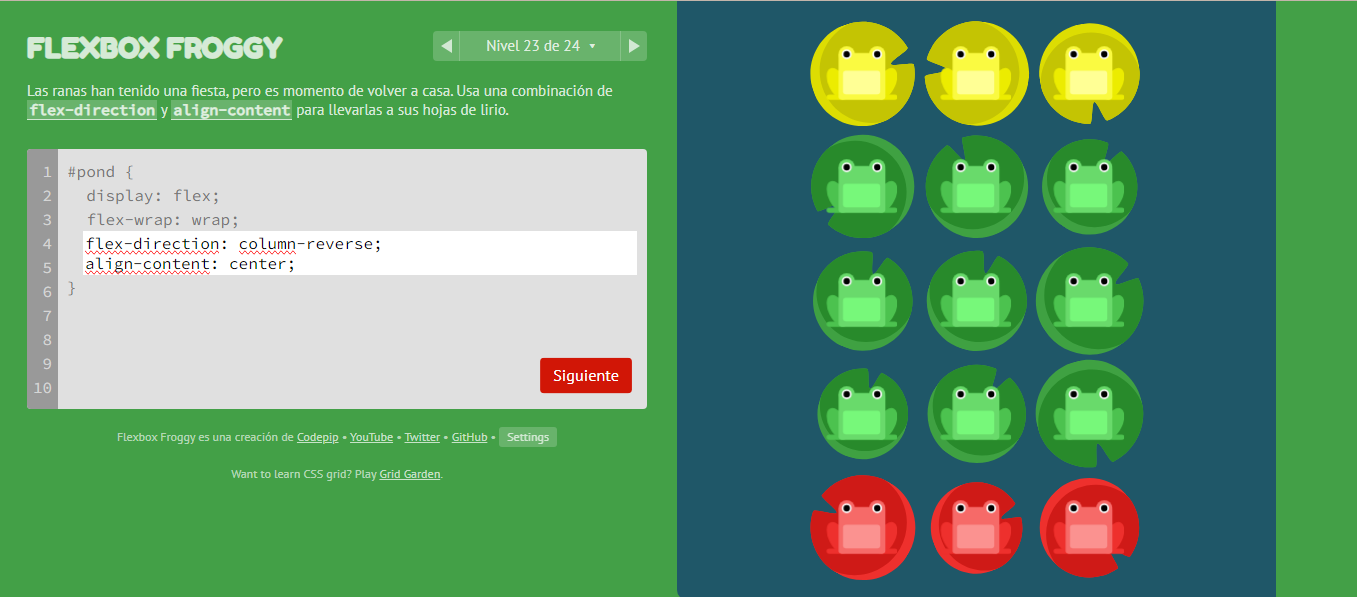 FLEXBOX FROGGY
Nivel 23 de 24
Las ranas han tenido una fiesta, pero es momento de volver a casa. Usa una combinación de
flex-direction y align-content para llevarlas a sus hojas de lirio.
1 #pond {
2 display: flex;
3 flex-wrap: wrap;
4 flex-direction: column-reverse;
5 align-content: center;
6 }
7
8
9
10
Siguiente
Flexbox Froggy es una creación de Codepip • YouTube • Twitter • GitHub • Settings
Want to learn CSS grid? Play Grid Garden.